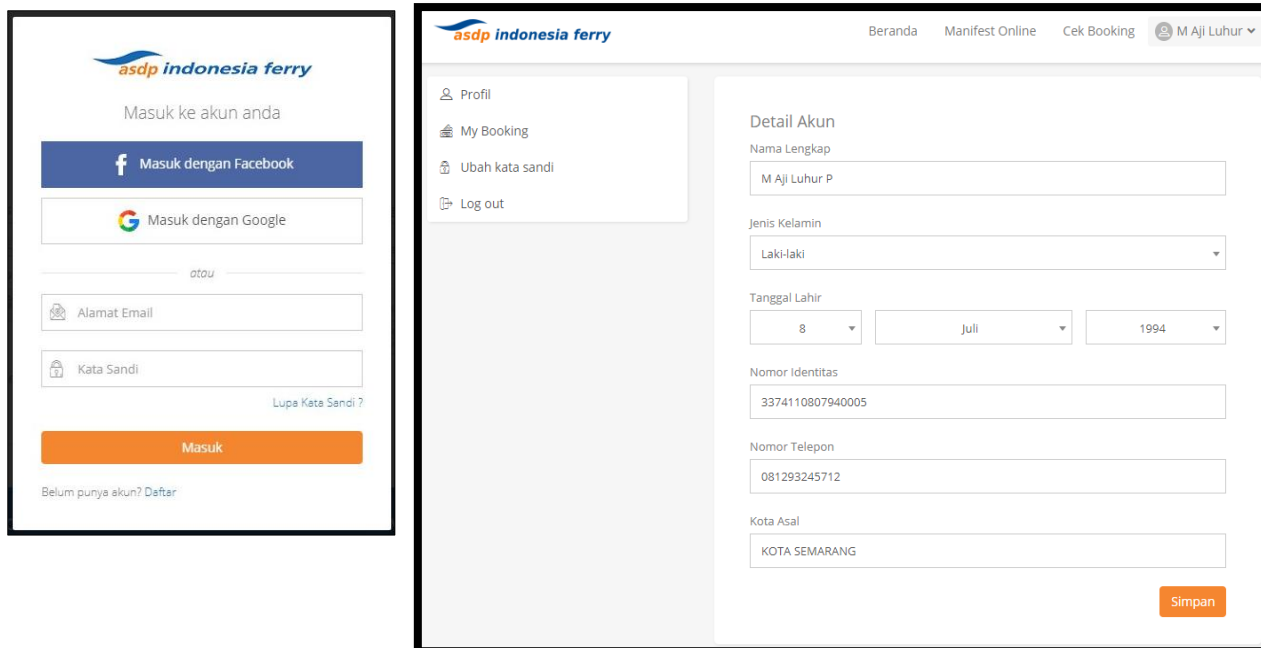 asdp indonesia ferry
Masuk ke akun anda
Masuk dengan Facebook
Masuk dengan Google
atau
Alamat Email
Kata Sandi
Lupa Kata Sandi ?
Masuk
Belum punya akun? Daftar
asdp indonesia ferry
Beranda Manifest Online Cek Booking M Aji Luhur
Profil
My Booking
Ubah kata sandi
Log out
Detail Akun
Nama Lengkap
M Aji Luhur P
Jenis Kelamin
Laki-laki
Tanggal Lahir
8 Juli 1994
Nomor Identitas
3374110807940005
Nomor Telepon
081293245712
Kota Asal
KOTA SEMARANG
Simpan